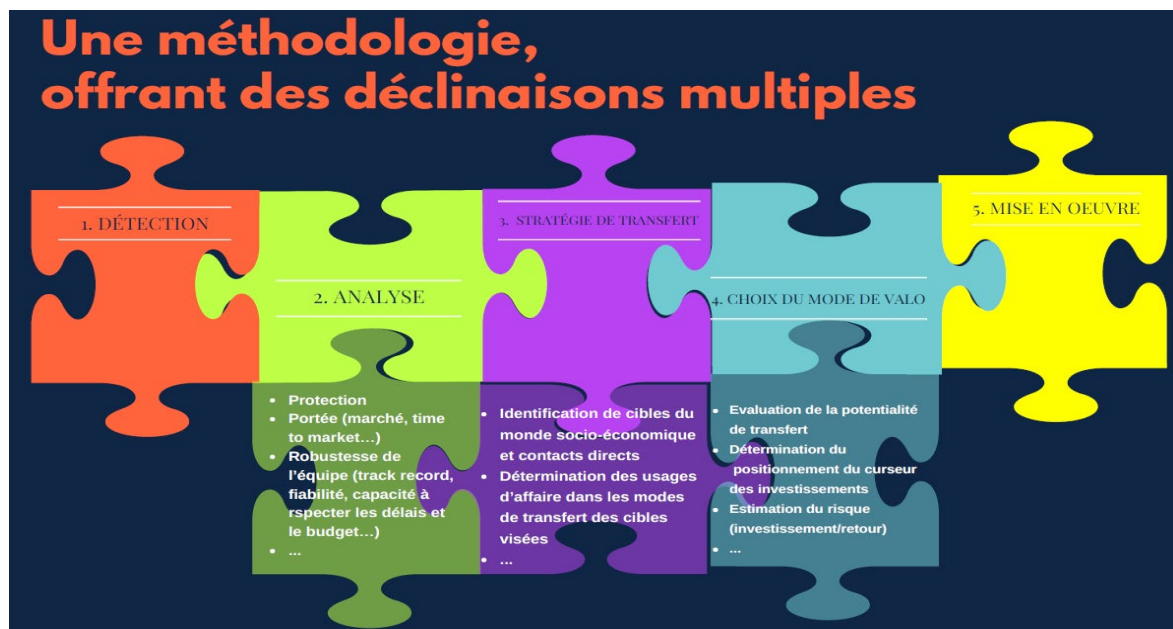 Une méthodologie,
offrant des déclinaisons multiples
1. DÉTECTION
2. ANALYSE
3. STRATÉGIE DE TRANSFERT
4. CHOIX DU MODE DE VALO
5. MISE EN OEUVRE
• Protection
• Portée (marché, time
to market...)
• Robustesse de
l'équipe (track record,
fiabilité, capacité à
rspecter les délais et
le budget...)
• ...
• Identification de cibles du
monde socio-économique
et contacts directs
• Détermination des usages
d'affaire dans les modes
de transfert des cibles
visées
• ...
• Evaluation de la potentialité
de transfert
• Détermination du
positionnement du curseur
des investissements
• Estimation du risque
(investissement/retour)
• ...